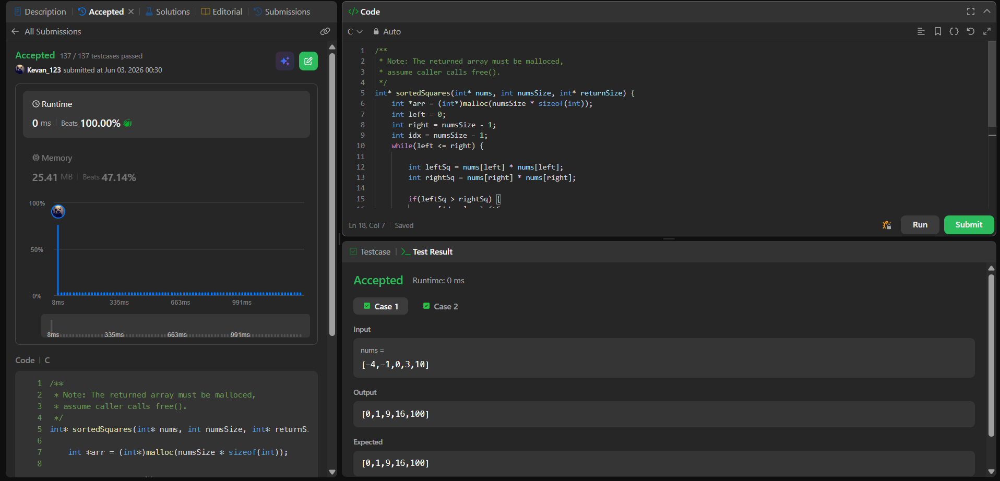 Description
Accepted
Solutions
Editorial
Submissions
All Submissions
Accepted 137 / 137 testcases passed
Kevan_123 submitted at Jun 03, 2026 00:30
Runtime
0 ms Beats 100.00%
Memory
25.41 MB Beats 47.14%
100%
50%
0%
8ms 335ms 663ms 991ms
8ms 335ms 663ms 991ms
Code C
1 /**
2 * Note: The returned array must be malloced,
3 * assume caller calls free().
4 */
5 int* sortedSquares(int* nums, int numsSize, int* returnS
6
7 int *arr = (int*)malloc(numsSize * sizeof(int));
8
</> Code
C Auto
1 /**
2 * Note: The returned array must be malloced,
3 * assume caller calls free().
4 */
5 int* sortedSquares(int* nums, int numsSize, int* returnSize) {
6 int *arr = (int*)malloc(numsSize * sizeof(int));
7 int left = 0;
8 int right = numsSize - 1;
9 int idx = numsSize - 1;
10 while(left <= right) {
11
12 int leftSq = nums[left] * nums[left];
13 int rightSq = nums[right] * nums[right];
14
15 if(leftSq > rightSq) {
Ln 18, Col 7 Saved
Run
Submit
Testcase
Test Result
Accepted Runtime: 0 ms
Case 1
Case 2
Input
nums =
[-4,-1,0,3,10]
Output
[0,1,9,16,100]
Expected
[0,1,9,16,100]